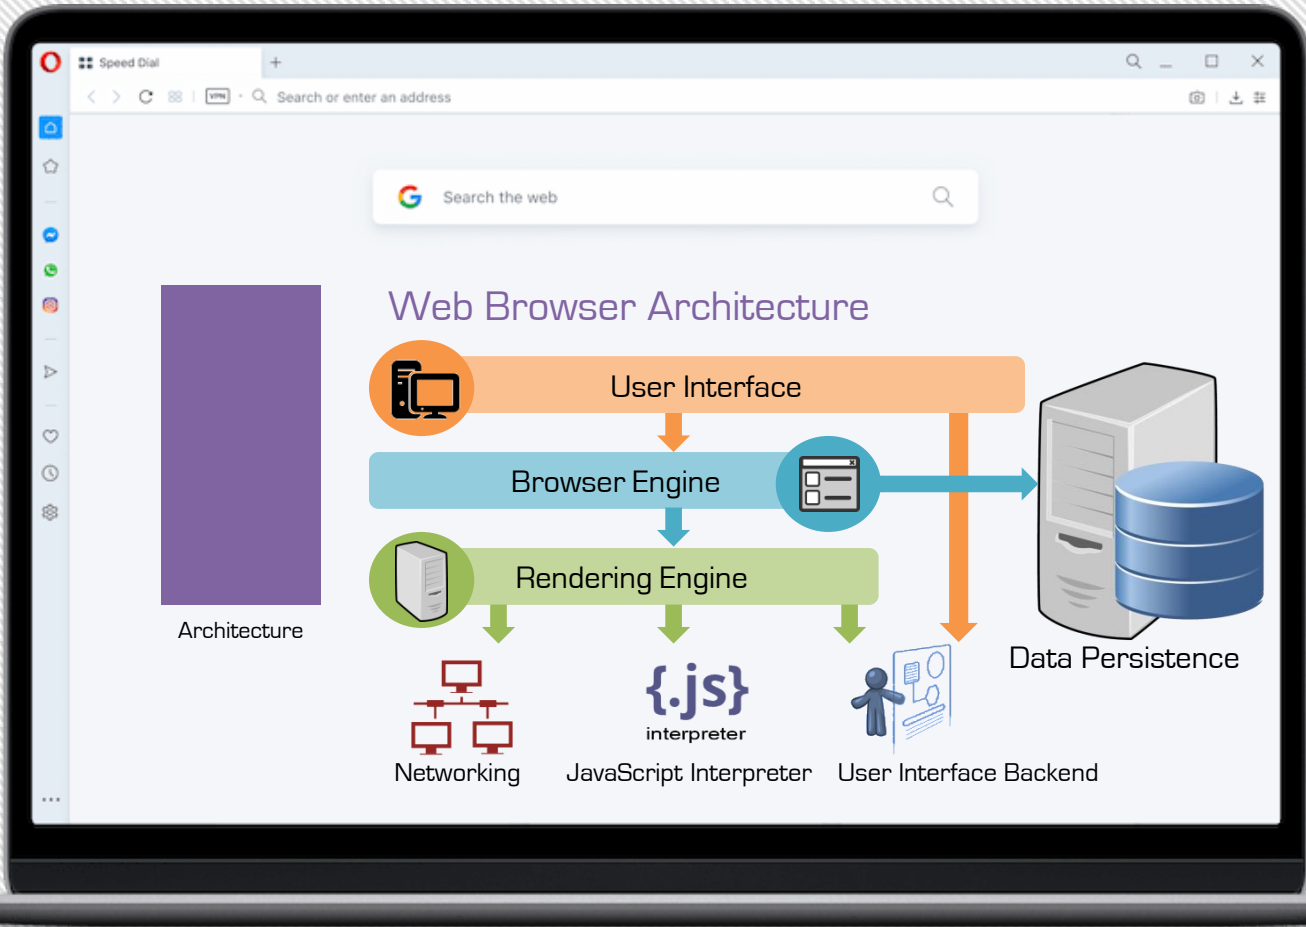 Speed Dial
VPN
Search or enter an address
Search the web
Web Browser Architecture
User Interface
Browser Engine
Rendering Engine
Architecture
Data Persistence
{.js}
interpreter
Networking
JavaScript Interpreter
User Interface Backend